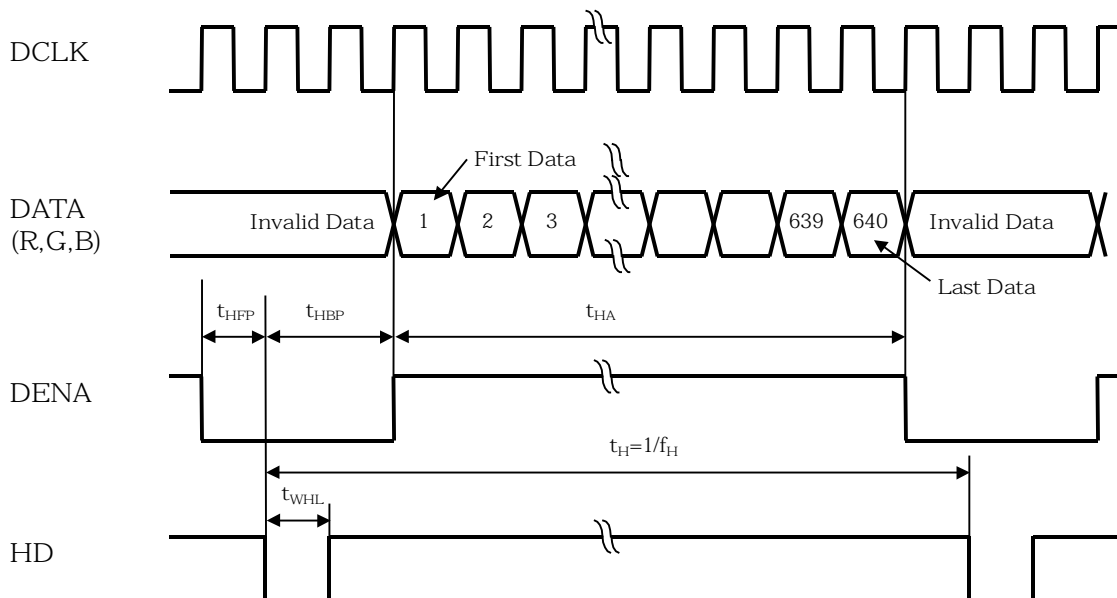 DCLK
First Data
DATA
(R,G,B)
Invalid Data
1
2
3
639
640
Invalid Data
Last Data
tHFP
tHBP
tHA
DENA
tH=1/fH
tWHL
HD